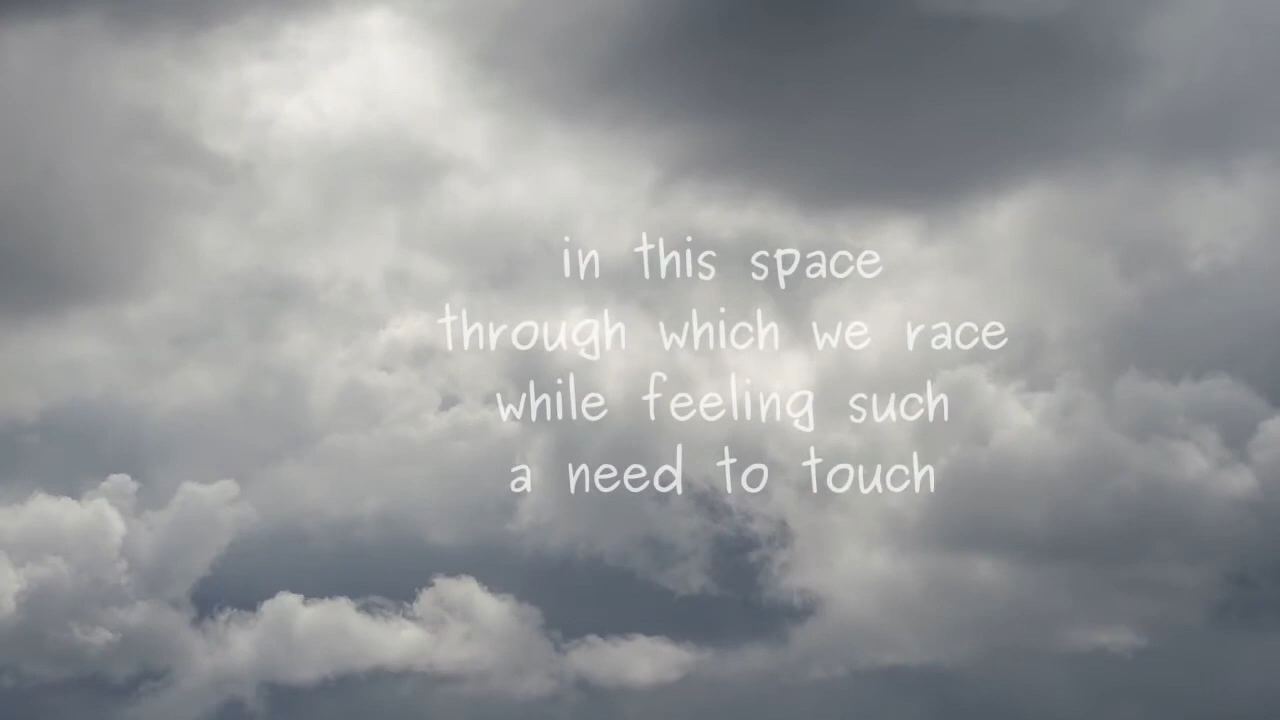 in this space
through which we race
while feeling such
a need to touch